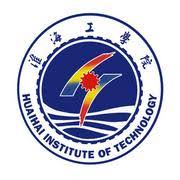 淮海工学院
HUAIHAI INSTITUTE OF TECHNOLOGY